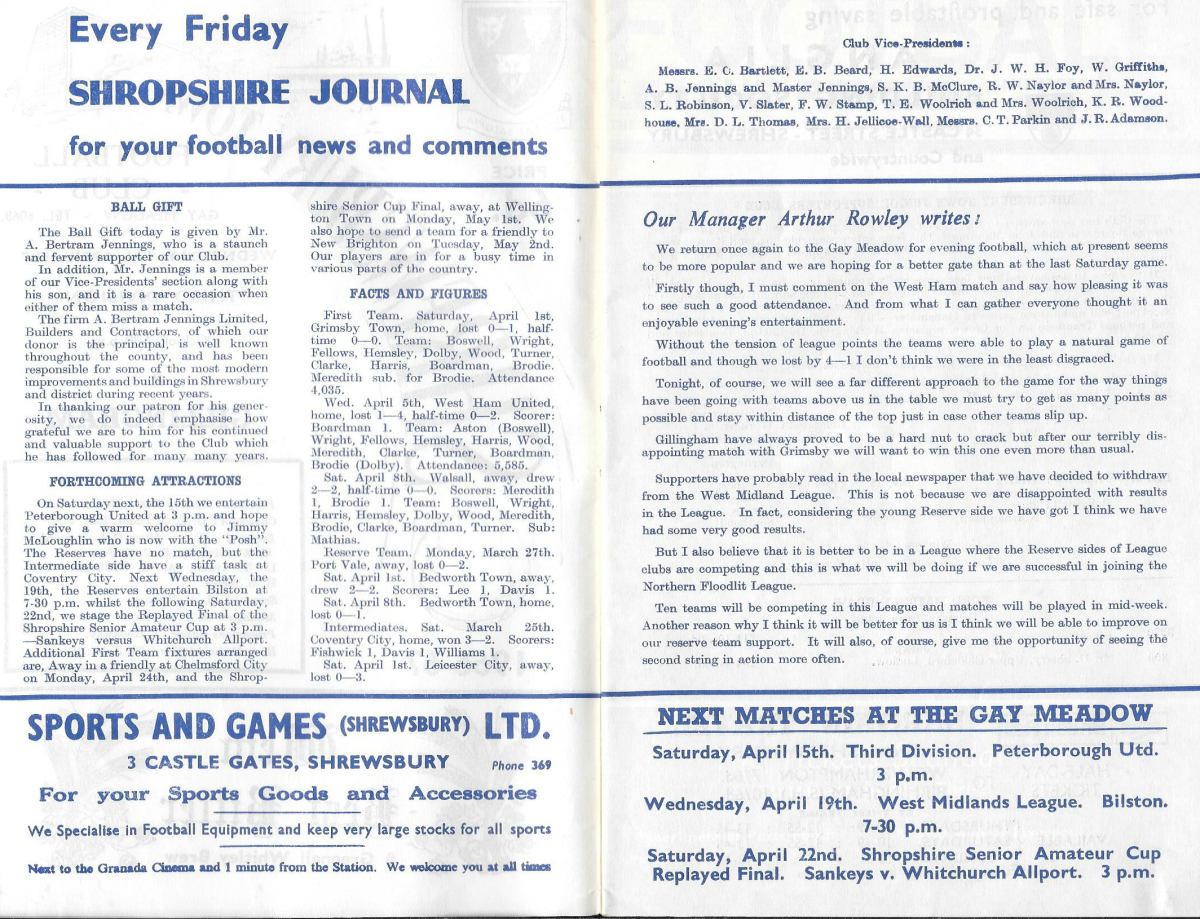 Every Friday
SHROPSHIRE JOURNAL
for your football news and comments
BALL GIFT
The Ball Gift today is given by Mr.
A. Bertram Jennings, who is a staunch
and fervent supporter of our Club.
In addition, Mr. Jennings is a member
of our Vice-Presidents' section along with
his son, and it is a rare occasion when
either of them miss a match.
The firm A. Bertram Jennings Limited,
Builders and Contractors, of which our
donor is the principal, is well known
throughout the county, and has been
responsible for some of the most modern
improvements and buildings in Shrewsbury
and district during recent years.
In thanking our patron for his gener-
osity, we do indeed emphasise how
grateful we are to him for his continued
and valuable support to the Club which
he has followed for many many years.
FORTHCOMING ATTRACTIONS
On Saturday next, the 15th we entertain
Peterborough United at 3 p.m. and hope
to give a warm welcome to Jimmy
McLoughlin who is now with the "Posh".
The Reserves have no match, but the
Intermediate side have a stiff task at
Coventry City. Next Wednesday, the
19th, the Reserves entertain Bilston at
7-30 p.m. whilst the following Saturday,
22nd, we stage the Replayed Final of the
Shropshire Senior Amateur Cup at 3 p.m.
—Sankeys versus Whitchurch Allport.
Additional First Team fixtures arranged
are, Away in a friendly at Chelmsford City
on Monday, April 24th, and the Shrop-
shire Senior Cup Final, away, at Welling-
ton Town on Monday, May 1st. We
also hope to send a team for a friendly to
New Brighton on Tuesday, May 2nd.
Our players are in for a busy time in
various parts of the country.
FACTS AND FIGURES
First Team. Saturday, April 1st,
Grimsby Town, home, lost 0—1, half-
time 0—0. Team: Boswell, Wright,
Fellows, Hemsley, Dolby, Wood, Turner,
Clarke, Harris, Boardman, Brodie.
Meredith sub. for Brodie. Attendance
4,035.
Wed. April 5th, West Ham United,
home, lost 1—4, half-time 0—2. Scorer:
Boardman 1. Team: Aston (Boswell),
Wright, Fellows, Hemsley, Harris, Wood,
Meredith, Clarke, Turner, Boardman,
Brodie (Dolby). Attendance: 5,585.
Sat. April 8th. Walsall, away, drew
2—2, half-time 0—0. Scorers: Meredith
1, Brodie 1. Team: Boswell, Wright,
Harris, Hemsley, Dolby, Wood, Meredith,
Brodie, Clarke, Boardman, Turner. Sub:
Mathias.
Reserve Team. Monday, March 27th.
Port Vale, away, lost 0—2.
Sat. April 1st. Bedworth Town, away,
drew 2—2. Scorers: Lee 1, Davis 1.
Sat. April 8th. Bedworth Town, home,
lost 0—1.
Intermediates. Sat. March 25th.
Coventry City, home, won 3—2. Scorers:
Fishwick 1, Davis 1, Williams 1.
Sat. April 1st. Leicester City, away,
lost 0—3.
SPORTS AND GAMES (SHREWSBURY) LTD.
3 CASTLE GATES, SHREWSBURY Phone 369
For your Sports Goods and Accessories
We Specialise in Football Equipment and keep very large stocks for all sports
Next to the Granada Cinema and 1 minute from the Station. We welcome you at all times
Club Vice-Presidents:
Messrs. E. C. Bartlett, E. B. Beard, H. Edwards, Dr. J. W. H. Foy, W. Griffiths,
A. B. Jennings and Master Jennings, S. K. B. McClure, R. W. Naylor and Mrs. Naylor,
S. L. Robinson, V. Slater, F. W. Stamp, T. E. Woolrich and Mrs. Woolrich, K. R. Wood-
house, Mrs. D. L. Thomas, Mrs. H. Jellicoe-Wall, Messrs. C. T. Parkin and J. R. Adamson.
Our Manager Arthur Rowley writes:
We return once again to the Gay Meadow for evening football, which at present seems
to be more popular and we are hoping for a better gate than at the last Saturday game.
Firstly though, I must comment on the West Ham match and say how pleasing it was
to see such a good attendance. And from what I can gather everyone thought it an
enjoyable evening's entertainment.
Without the tension of league points the teams were able to play a natural game of
football and though we lost by 4—1 I don't think we were in the least disgraced.
Tonight, of course, we will see a far different approach to the game for the way things
have been going with teams above us in the table we must try to get as many points as
possible and stay within distance of the top just in case other teams slip up.
Gillingham have always proved to be a hard nut to crack but after our terribly dis-
appointing match with Grimsby we will want to win this one even more than usual.
Supporters have probably read in the local newspaper that we have decided to withdraw
from the West Midland League. This is not because we are disappointed with results
in the League. In fact, considering the young Reserve side we have got I think we have
had some very good results.
But I also believe that it is better to be in a League where the Reserve sides of League
clubs are competing and this is what we will be doing if we are successful in joining the
Northern Floodlit League.
Ten teams will be competing in this League and matches will be played in mid-week.
Another reason why I think it will be better for us is I think we will be able to improve on
our reserve team support. It will also, of course, give me the opportunity of seeing the
second string in action more often.
NEXT MATCHES AT THE GAY MEADOW
Saturday, April 15th. Third Division. Peterborough Utd.
3 p.m.
Wednesday, April 19th. West Midlands League. Bilston.
7-30 p.m.
Saturday, April 22nd. Shropshire Senior Amateur Cup
Replayed Final. Sankeys v. Whitchurch Allport. 3 p.m.